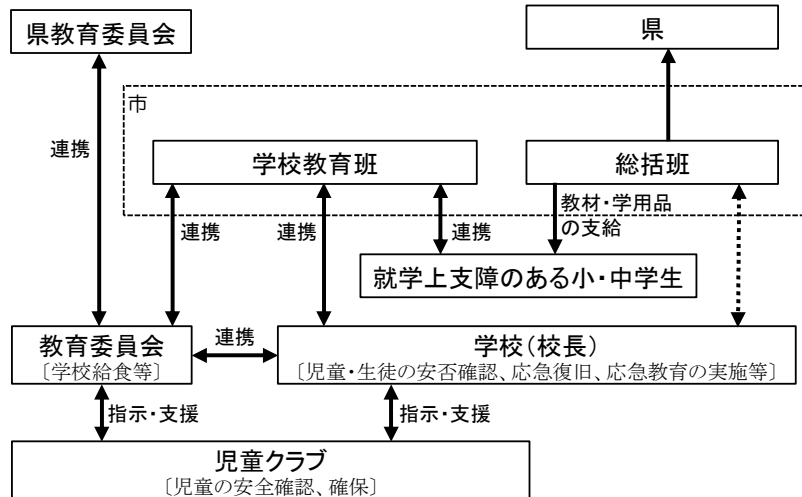 県教育委員会
県
市
連携
学校教育班
総括班
連携
連携
連携
教材・学用品
の支給
就学上支障のある小・中学生
教育委員会
〔学校給食等〕
連携
学校（校長）
〔児童・生徒の安否確認、応急復旧、応急教育の実施等〕
指示・支援
指示・支援
児童クラブ
〔児童の安全確認、確保〕